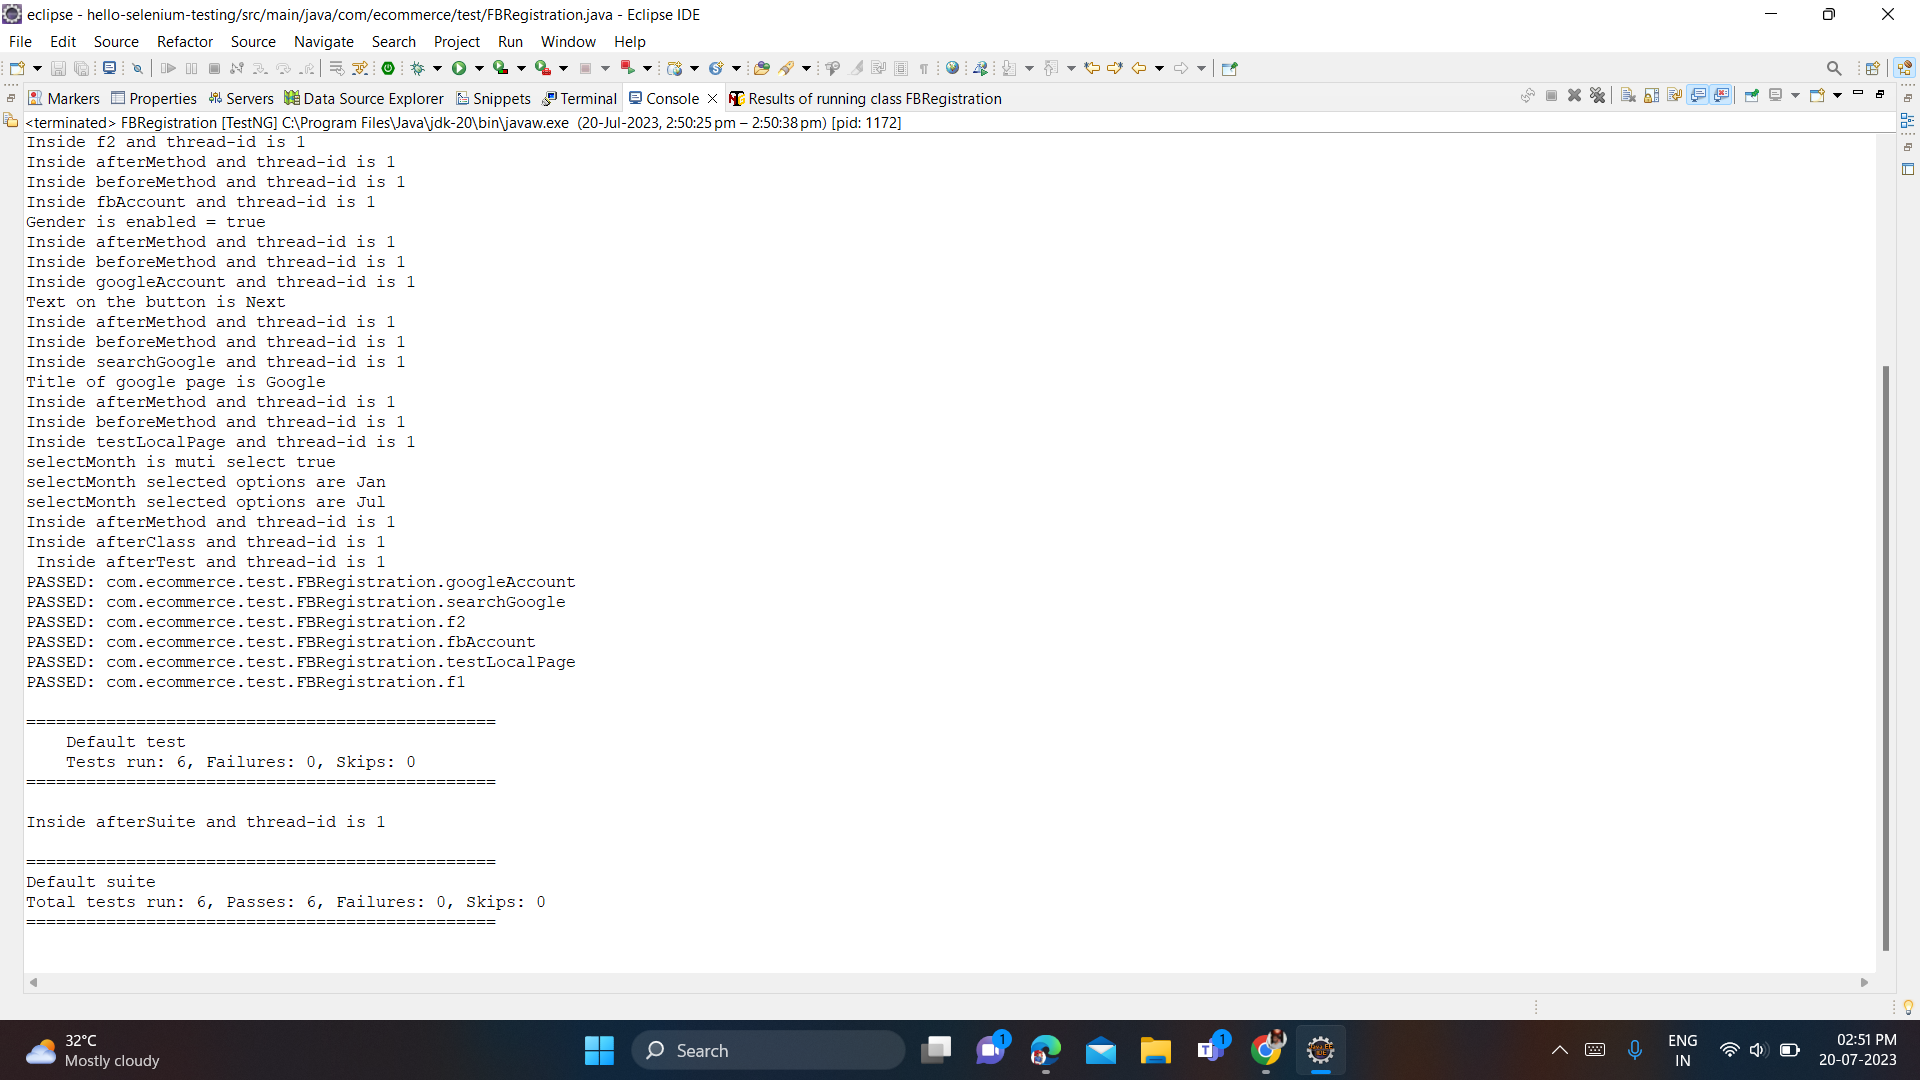 eclipse - hello-selenium-testing/src/main/java/com/ecommerce/test/FBRegistration.java - Eclipse IDE
File Edit Source Refactor Source Navigate Search Project Run Window Help
Markers Properties Servers Data Source Explorer Snippets Terminal Console Results of running class FBRegistration
<terminated> FBRegistration [TestNG] C:\Program Files\Java\jdk-20\bin\javaw.exe (20-Jul-2023, 2:50:25 pm – 2:50:38 pm) [pid: 1172]
Inside f2 and thread-id is 1
Inside afterMethod and thread-id is 1
Inside beforeMethod and thread-id is 1
Inside fbAccount and thread-id is 1
Gender is enabled = true
Inside afterMethod and thread-id is 1
Inside beforeMethod and thread-id is 1
Inside googleAccount and thread-id is 1
Text on the button is Next
Inside afterMethod and thread-id is 1
Inside beforeMethod and thread-id is 1
Inside searchGoogle and thread-id is 1
Title of google page is Google
Inside afterMethod and thread-id is 1
Inside beforeMethod and thread-id is 1
Inside testLocalPage and thread-id is 1
selectMonth is muti select true
selectMonth selected options are Jan
selectMonth selected options are Jul
Inside afterMethod and thread-id is 1
Inside afterClass and thread-id is 1
Inside afterTest and thread-id is 1
PASSED: com.ecommerce.test.FBRegistration.googleAccount
PASSED: com.ecommerce.test.FBRegistration.searchGoogle
PASSED: com.ecommerce.test.FBRegistration.f2
PASSED: com.ecommerce.test.FBRegistration.fbAccount
PASSED: com.ecommerce.test.FBRegistration.testLocalPage
PASSED: com.ecommerce.test.FBRegistration.f1
===============================================
Default test
Tests run: 6, Failures: 0, Skips: 0
===============================================
Inside afterSuite and thread-id is 1
===============================================
Default suite
Total tests run: 6, Passes: 6, Failures: 0, Skips: 0
===============================================
32°C
Mostly cloudy
Search
1
1
ENG
IN
02:51 PM
20-07-2023